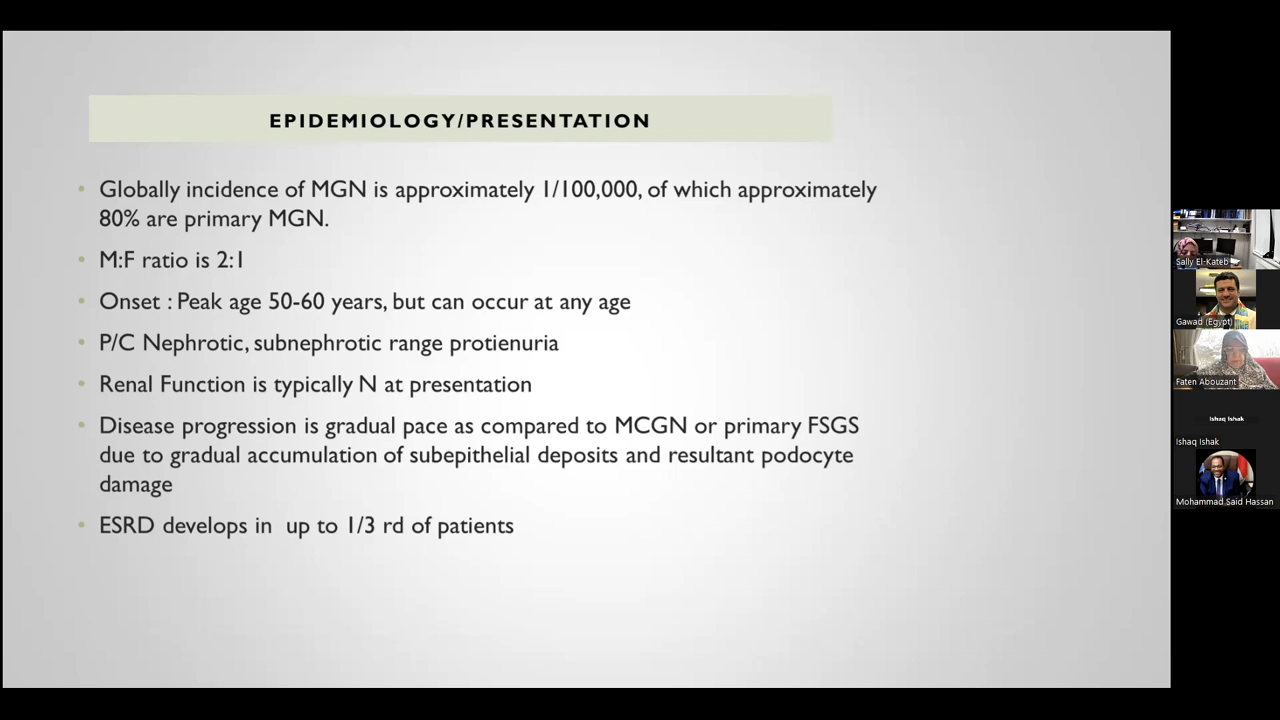 EPIDEMIOLOGY/PRESENTATION
• Globally incidence of MGN is approximately 1/100,000, of which approximately
80% are primary MGN.
• M:F ratio is 2:1
• Onset : Peak age 50-60 years, but can occur at any age
• P/C Nephrotic, subnephrotic range protienuria
• Renal Function is typically N at presentation
• Disease progression is gradual pace as compared to MCGN or primary FSGS
due to gradual accumulation of subepithelial deposits and resultant podocyte
damage
• ESRD develops in  up to 1/3 rd of patients
Sally El-Kateb
Gawad (Egypt)
Faten Abouzant
Ishaq Ishak
Ishaq Ishak
Mohammad Said Hassan